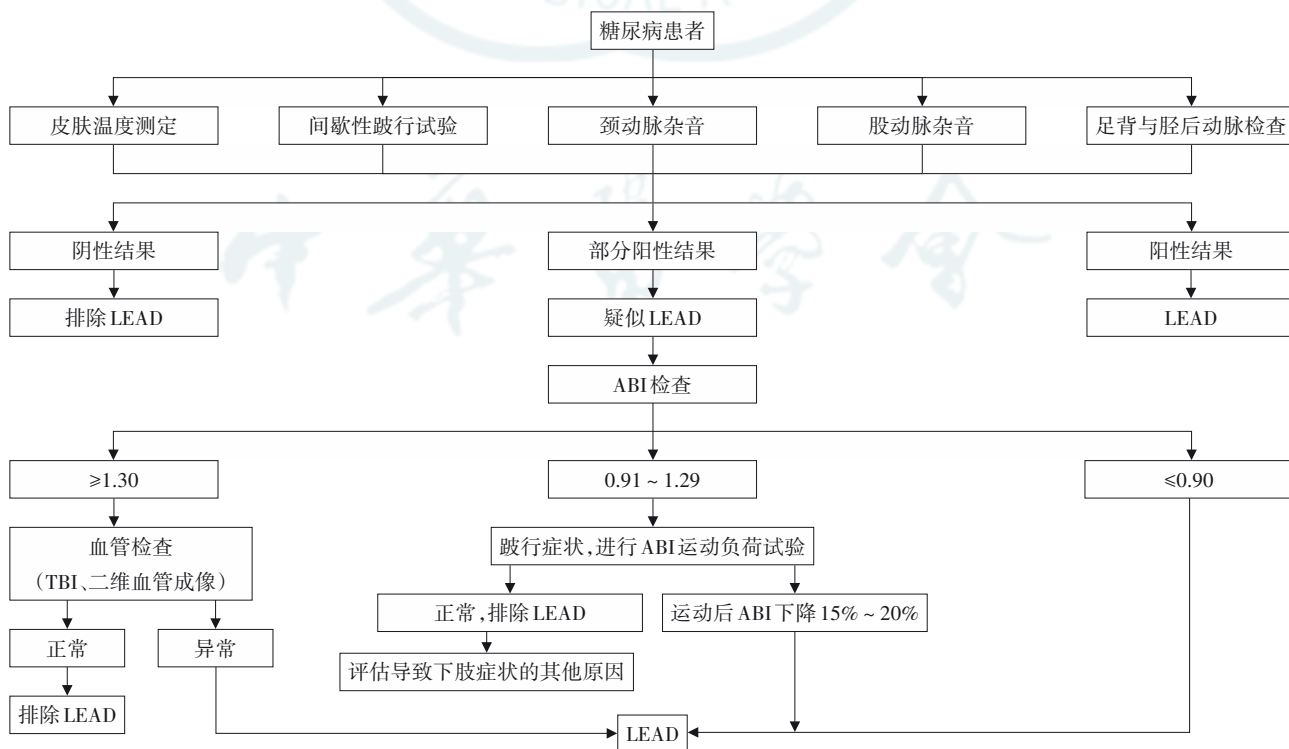 糖尿病患者
皮肤温度测定
间歇性跛行试验
颈动脉杂音
股动脉杂音
足背与胫后动脉检查
阴性结果
部分阳性结果
阳性结果
排除LEAD
疑似LEAD
LEAD
ABI检查
≥1.30
0.91~1.29
≤0.90
血管检查
（TBI、二维血管成像）
跛行症状,进行ABI运动负荷试验
正常,排除LEAD
运动后ABI下降15%~20%
正常
异常
评估导致下肢症状的其他原因
排除LEAD
LEAD